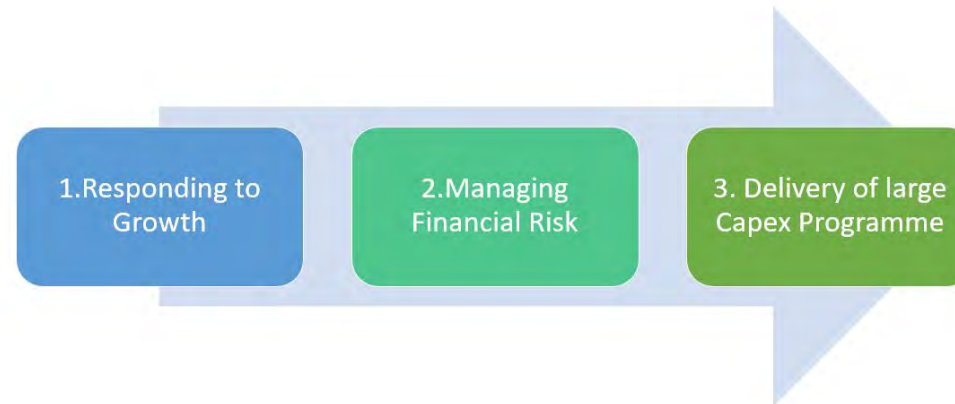 1.Responding to
Growth
2.Managing
Financial Risk
3. Delivery of large
Capex Programme